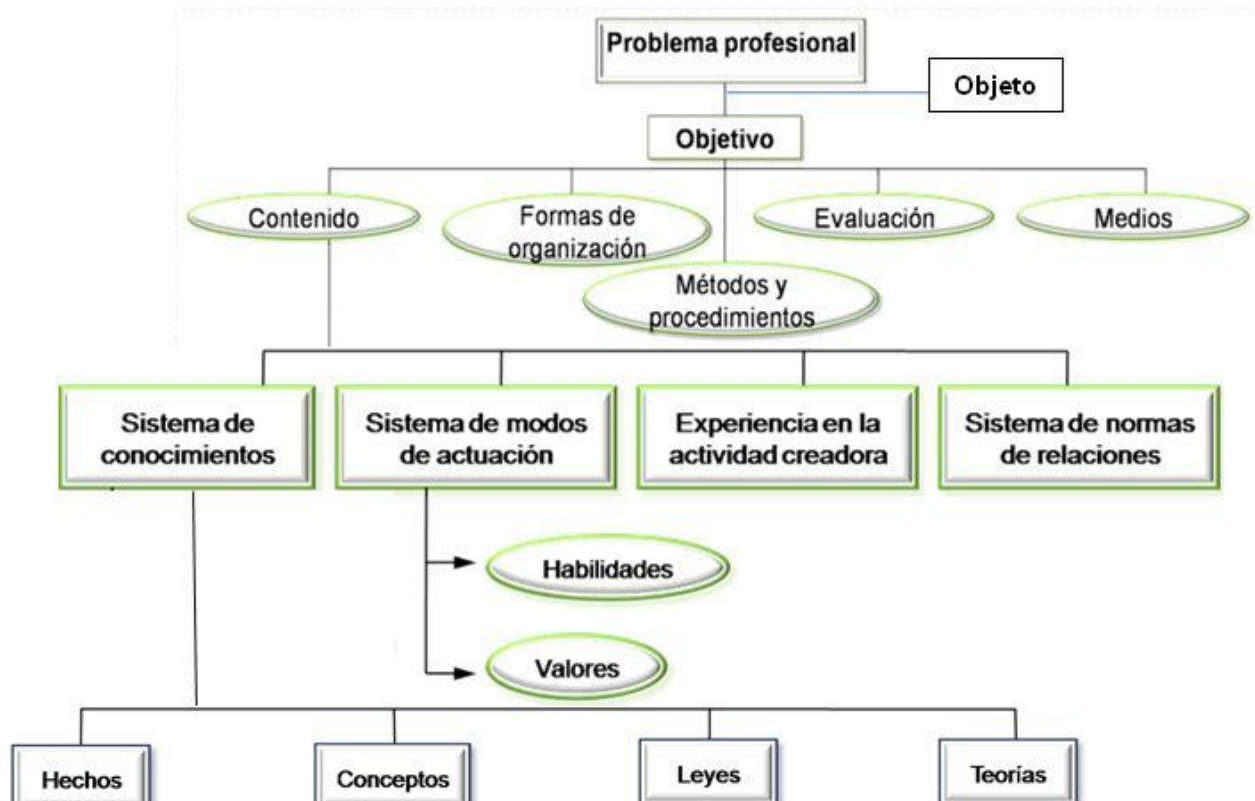 Problema profesional
Objeto
Objetivo
Contenido
Formas de
organización
Evaluación
Medios
Métodos y
procedimientos
Sistema de
conocimientos
Sistema de modos
de actuación
Experiencia en la
actividad creadora
Sistema de normas
de relaciones
Habilidades
Valores
Hechos
Conceptos
Leyes
Teorías